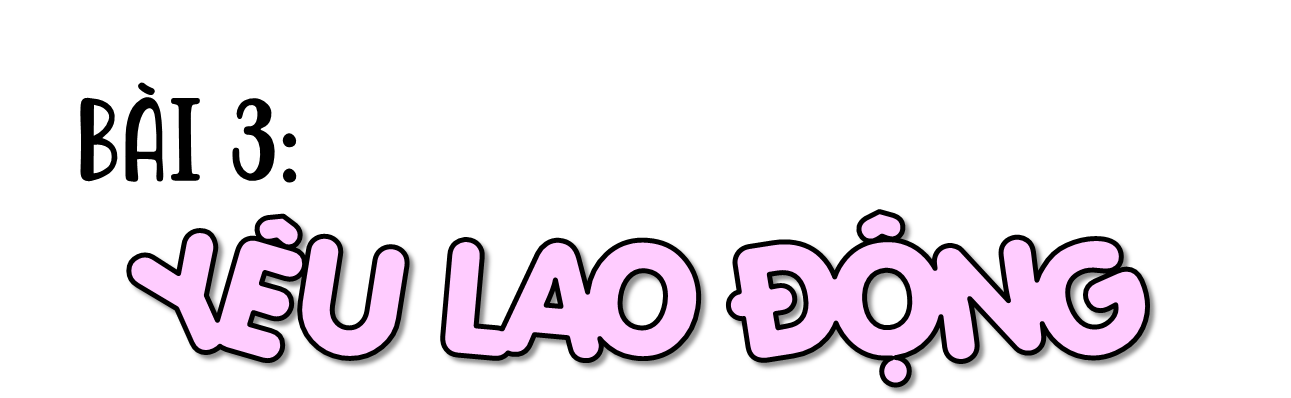 BÀI 3:
YÊU LAO ĐỘNG